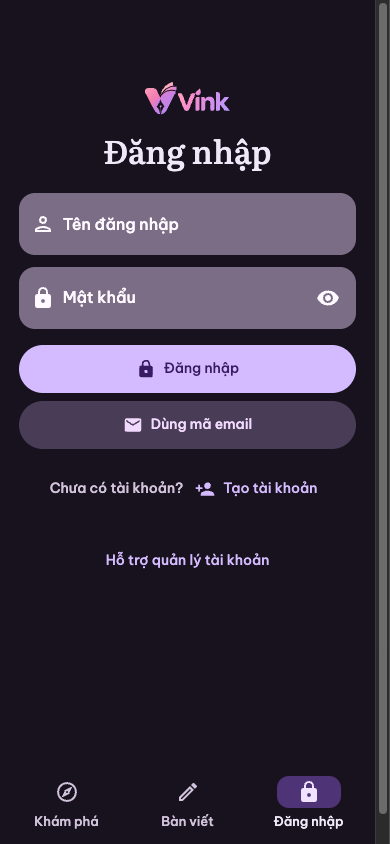 Vink
Đăng nhập
Tên đăng nhập
Mật khẩu
Đăng nhập
Dùng mã email
Chưa có tài khoản? Tạo tài khoản
Hỗ trợ quản lý tài khoản
Khám phá Bàn viết Đăng nhập